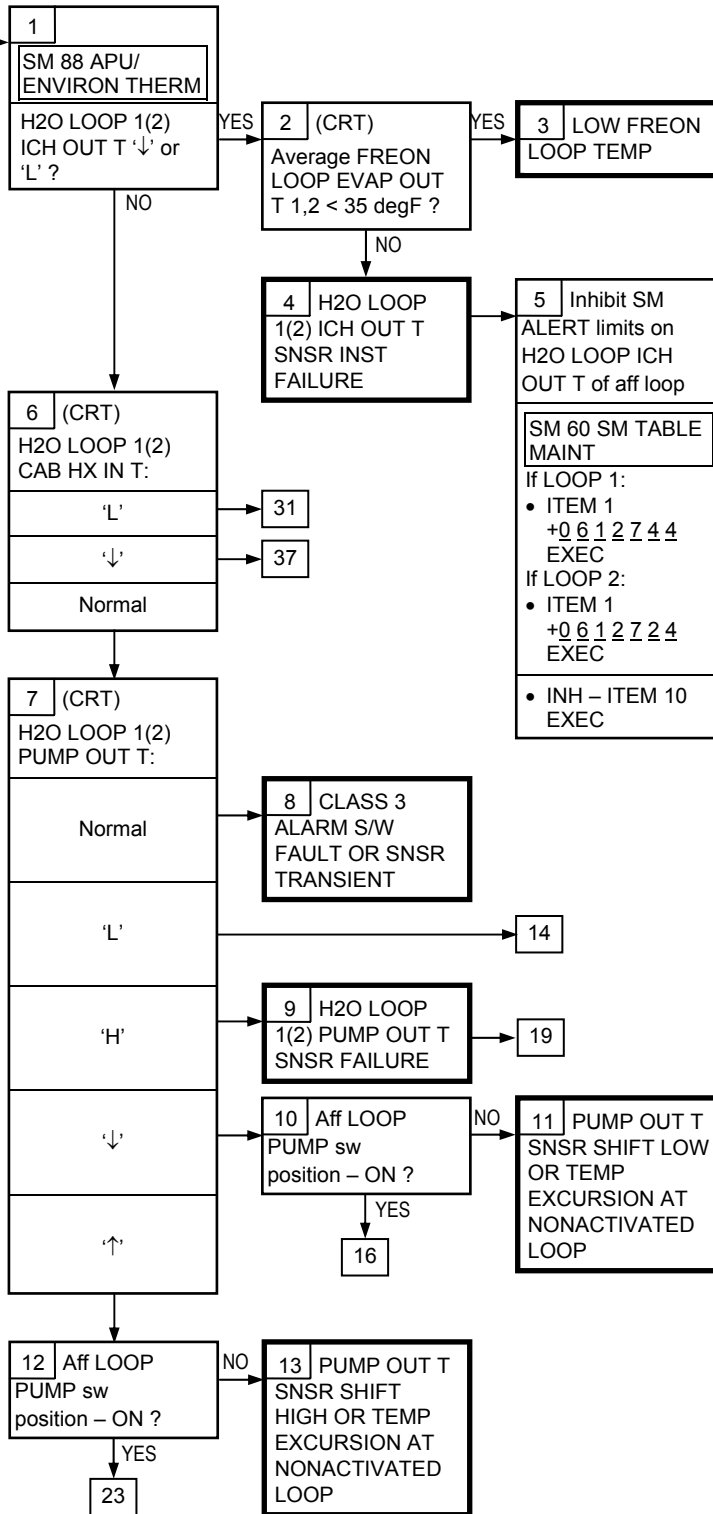 1
SM 88 APU/
ENVIRON THERM
H2O LOOP 1(2)
ICH OUT T ‘↓’ or
‘L’ ?
YES
NO
2 (CRT)
Average FREON
LOOP EVAP OUT
T 1,2 < 35 degF ?
YES
NO
3 LOW FREON
LOOP TEMP
4 H2O LOOP
1(2) ICH OUT T
SNSR INST
FAILURE
5 Inhibit SM
ALERT limits on
H2O LOOP ICH
OUT T of aff loop
SM 60 SM TABLE
MAINT
If LOOP 1:
• ITEM 1
+0 6 1 2 7 4 4
EXEC
If LOOP 2:
• ITEM 1
+0 6 1 2 7 2 4
EXEC
• INH – ITEM 10
EXEC
6 (CRT)
H2O LOOP 1(2)
CAB HX IN T:
‘L’
31
‘↓’
37
Normal
7 (CRT)
H2O LOOP 1(2)
PUMP OUT T:
Normal
8 CLASS 3
ALARM S/W
FAULT OR SNSR
TRANSIENT
‘L’
14
‘H’
9 H2O LOOP
1(2) PUMP OUT T
SNSR FAILURE
19
‘↓’
10 Aff LOOP
PUMP sw
position – ON ?
NO
YES
16
11 PUMP OUT T
SNSR SHIFT LOW
OR TEMP
EXCURSION AT
NONACTIVATED
LOOP
‘↑’
12 Aff LOOP
PUMP sw
position – ON ?
NO
YES
23
13 PUMP OUT T
SNSR SHIFT
HIGH OR TEMP
EXCURSION AT
NONACTIVATED
LOOP